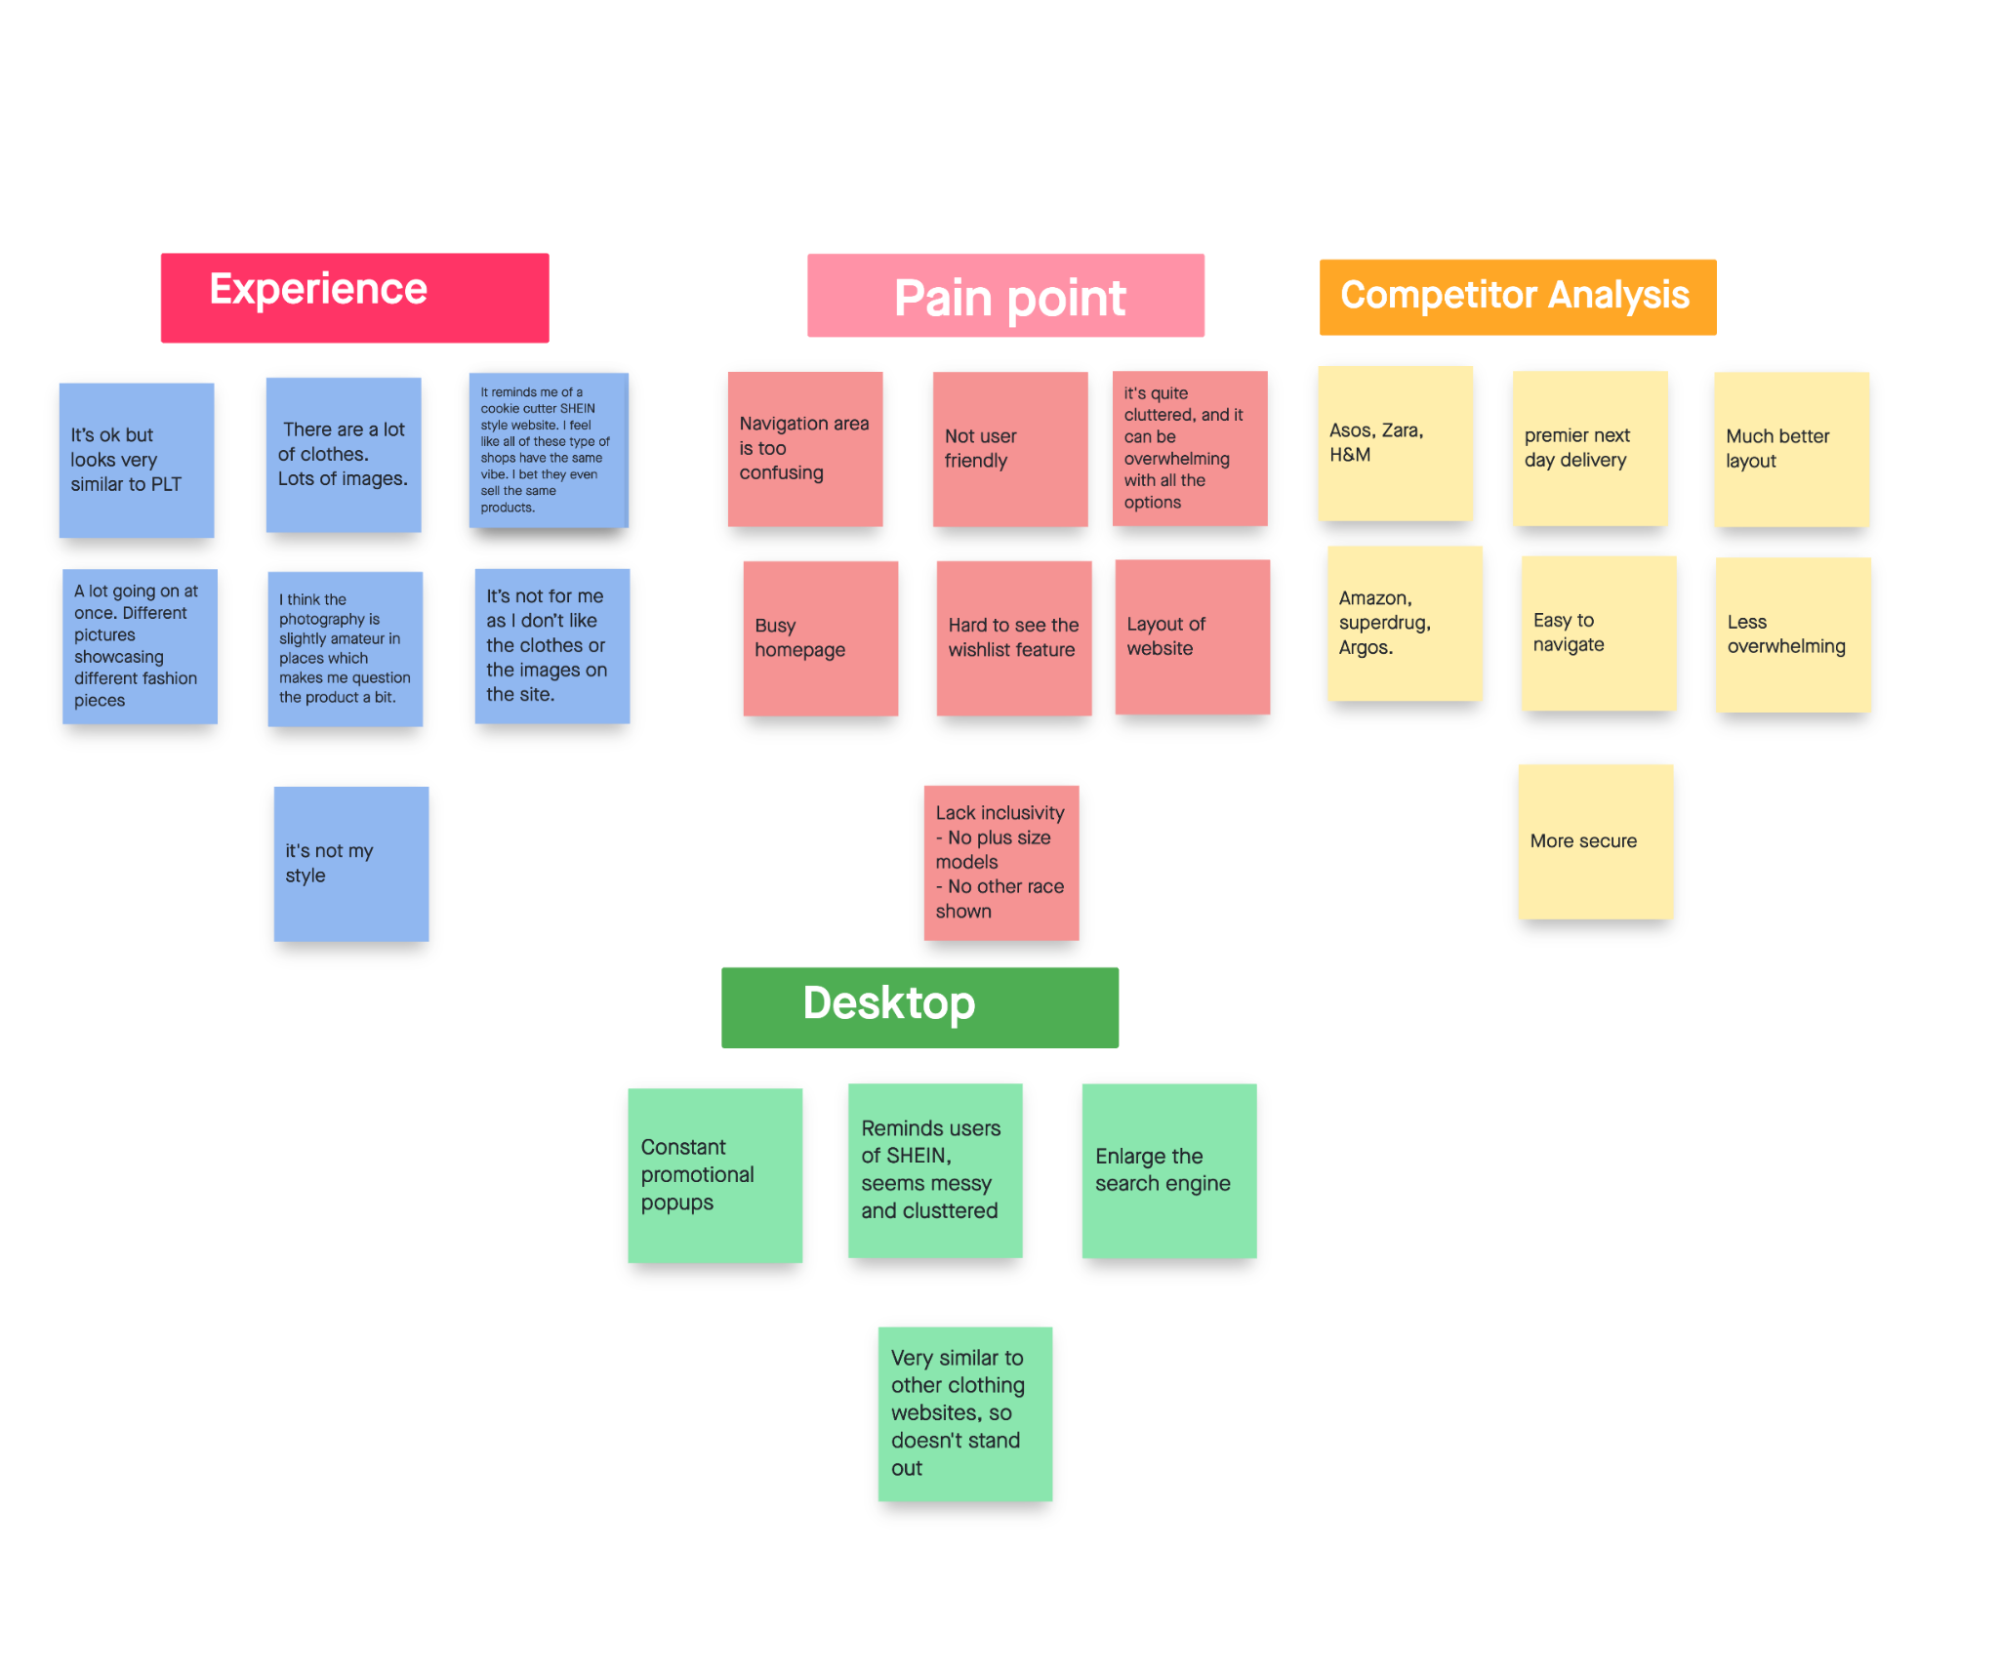 Experience
It's ok but
looks very
similar to PLT
There are a lot
of clothes.
Lots of images.
It reminds me of a
cookie cutter SHEIN
style website. I feel
like all of these type of
shops have the same
vibe. I bet they even
sell the same
products.
A lot going on at
once. Different
pictures
showcasing
different fashion
pieces
I think the
photography is
slightly amateur in
places which
makes me question
the product a bit.
It's not for me
as I don't like
the clothes or
the images on
the site.
it's not my
style
Pain point
Navigation area
is too
confusing
Not user
friendly
it's quite
cluttered, and it
can be
overwhelming
with all the
options
Busy
homepage
Hard to see the
wishlist feature
Layout of
website
Lack inclusivity
- No plus size
models
- No other race
shown
Competitor Analysis
Asos, Zara,
H&M
premier next
day delivery
Much better
layout
Amazon,
superdrug,
Argos.
Easy to
navigate
Less
overwhelming
More secure
Desktop
Constant
promotional
popups
Reminds users
of SHEIN,
seems messy
and clusttered
Enlarge the
search engine
Very similar to
other clothing
websites, so
doesn't stand
out